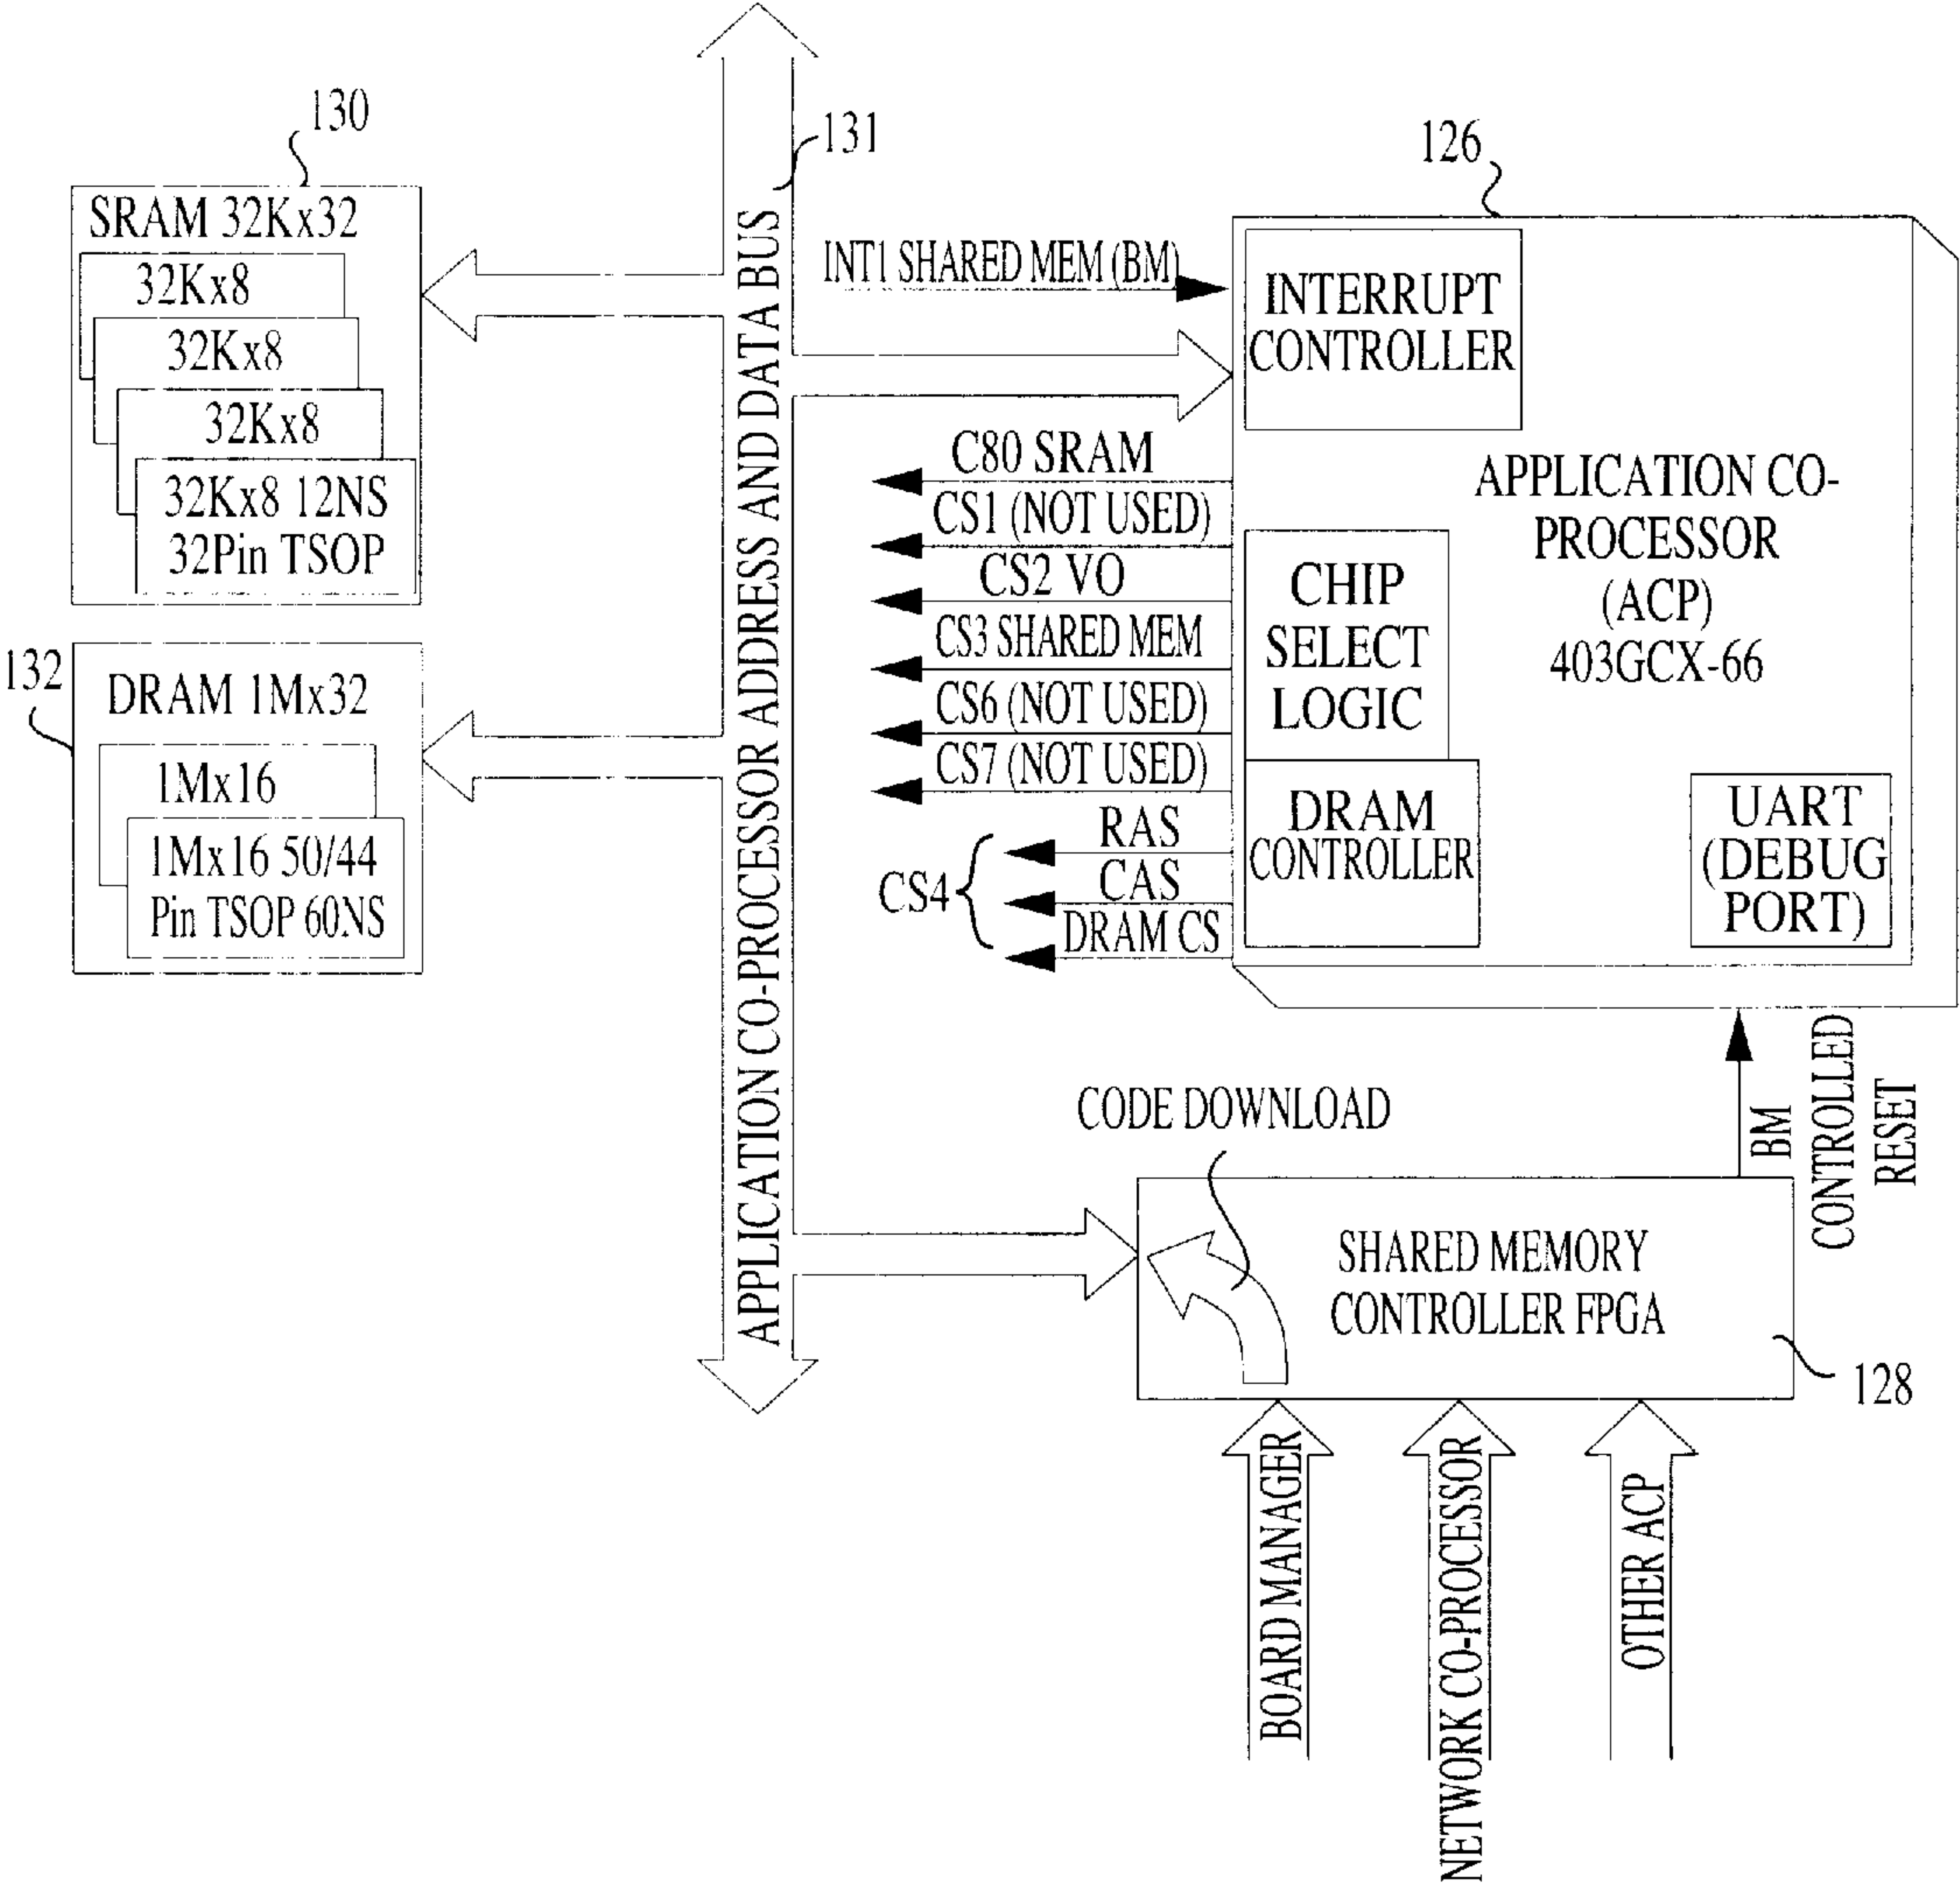 130
SRAM 32Kx32
32Kx8
32Kx8
32Kx8
32Kx8 12NS
32Pin TSOP
132
DRAM 1Mx32
1Mx16
1Mx16 50/44
Pin TSOP 60NS
131
APPLICATION CO-PROCESSOR ADDRESS AND DATA BUS
INT1 SHARED MEM (BM)
C80 SRAM
CS1 (NOT USED)
CS2 VO
CS3 SHARED MEM
CS6 (NOT USED)
CS7 (NOT USED)
RAS
CAS
DRAM CS
CS4
126
INTERRUPT
CONTROLLER
APPLICATION CO-
PROCESSOR
(ACP)
403GCX-66
CHIP
SELECT
LOGIC
DRAM
CONTROLLER
UART
(DEBUG
PORT)
BM
CONTROLLED
RESET
CODE DOWNLOAD
SHARED MEMORY
CONTROLLER FPGA
128
BOARD MANAGER
NETWORK CO-PROCESSOR
OTHER ACP